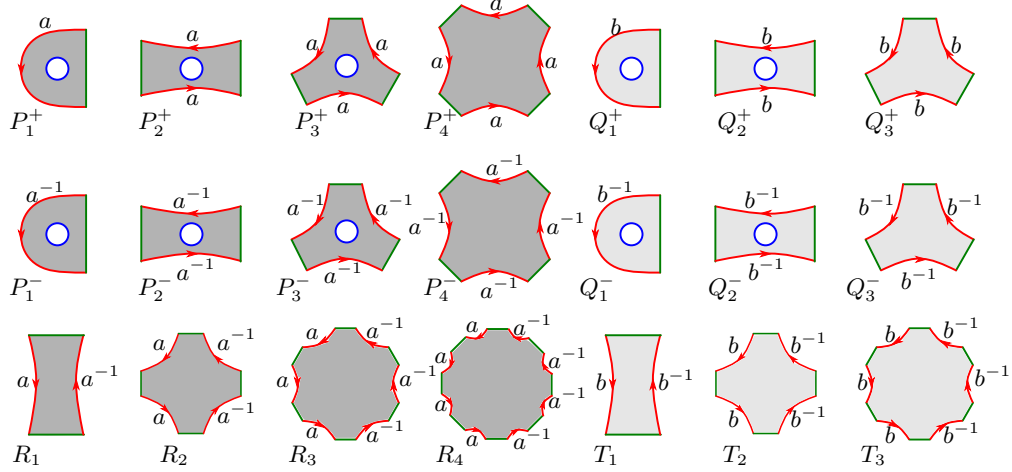 a a a a a b b b b
a a
a a a b b
P₁⁺ P₂⁺ P₃⁺ P₄⁺ a Q₁⁺ Q₂⁺ Q₃⁺
a⁻¹ a⁻¹ a⁻¹ a⁻¹ a⁻¹ b⁻¹ b⁻¹ b⁻¹ b⁻¹
a⁻¹ a⁻¹
a⁻¹ a⁻¹ b⁻¹ b⁻¹
P₁⁻ P₂⁻ P₃⁻ P₄⁻ a⁻¹ Q₁⁻ Q₂⁻ Q₃⁻
a a⁻¹ a a⁻¹ a a⁻¹ b b⁻¹ b b⁻¹
a a⁻¹
a a⁻¹ a a⁻¹ b b⁻¹ b b⁻¹
a a⁻¹ a a⁻¹ b b⁻¹
a a⁻¹ a a⁻¹ b b⁻¹
R₁ R₂ R₃ R₄ T₁ T₂ T₃